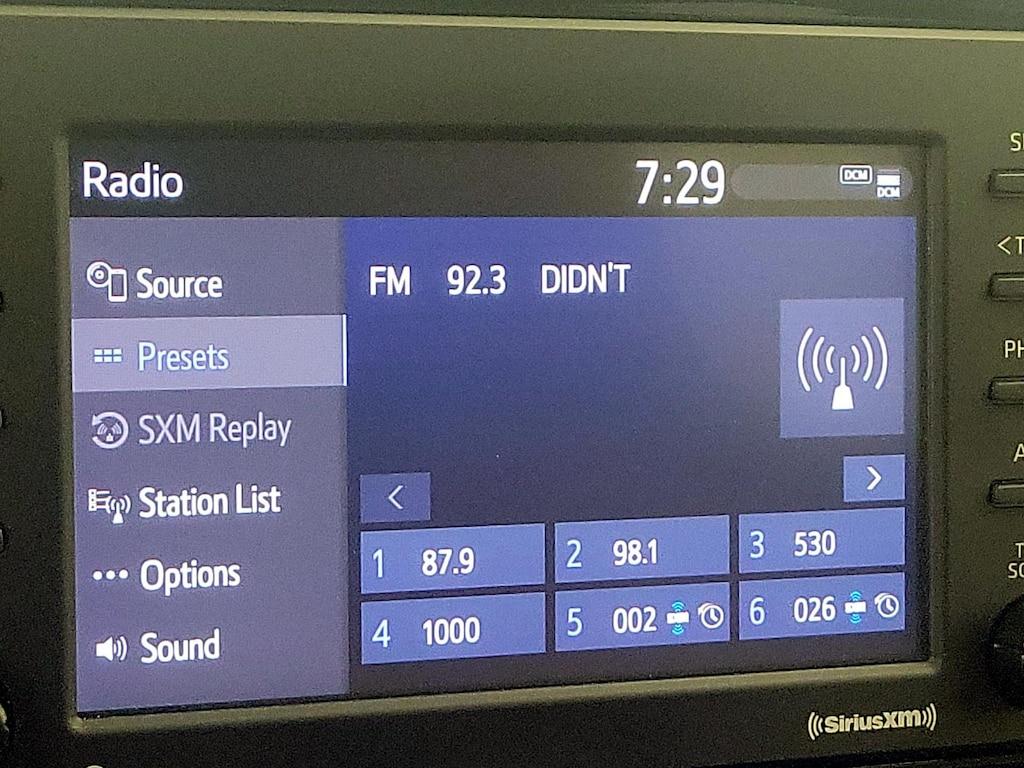 Radio 7:29 DCM DCM
Source
FM 92.3 DIDN'T
Presets
SXM Replay
Station List
< >
1 87.9 2 98.1 3 530
Options
4 1000 5 002 6 026
Sound
((SiriusXM))